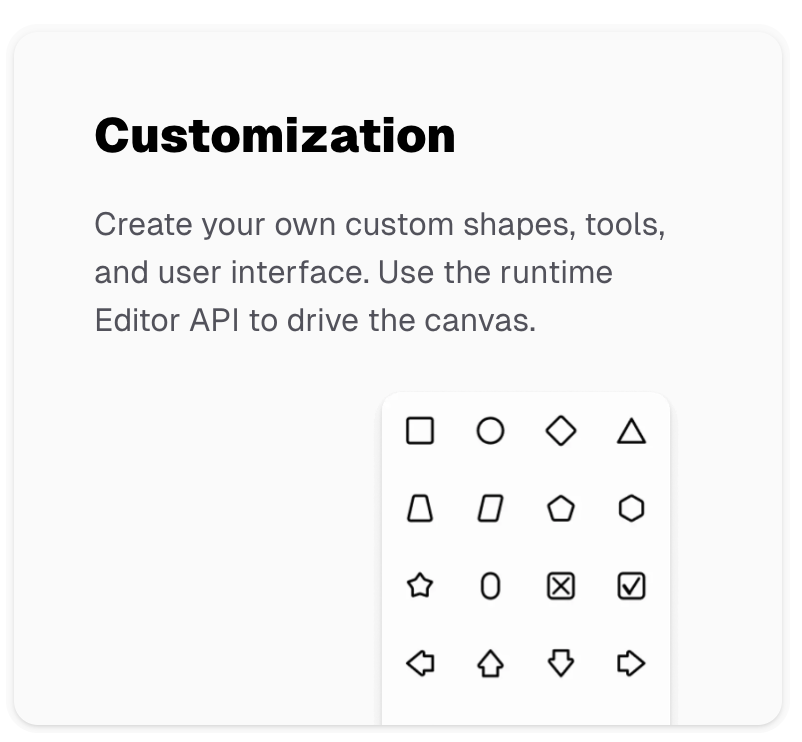 Customization
Create your own custom shapes, tools,
and user interface. Use the runtime
Editor API to drive the canvas.